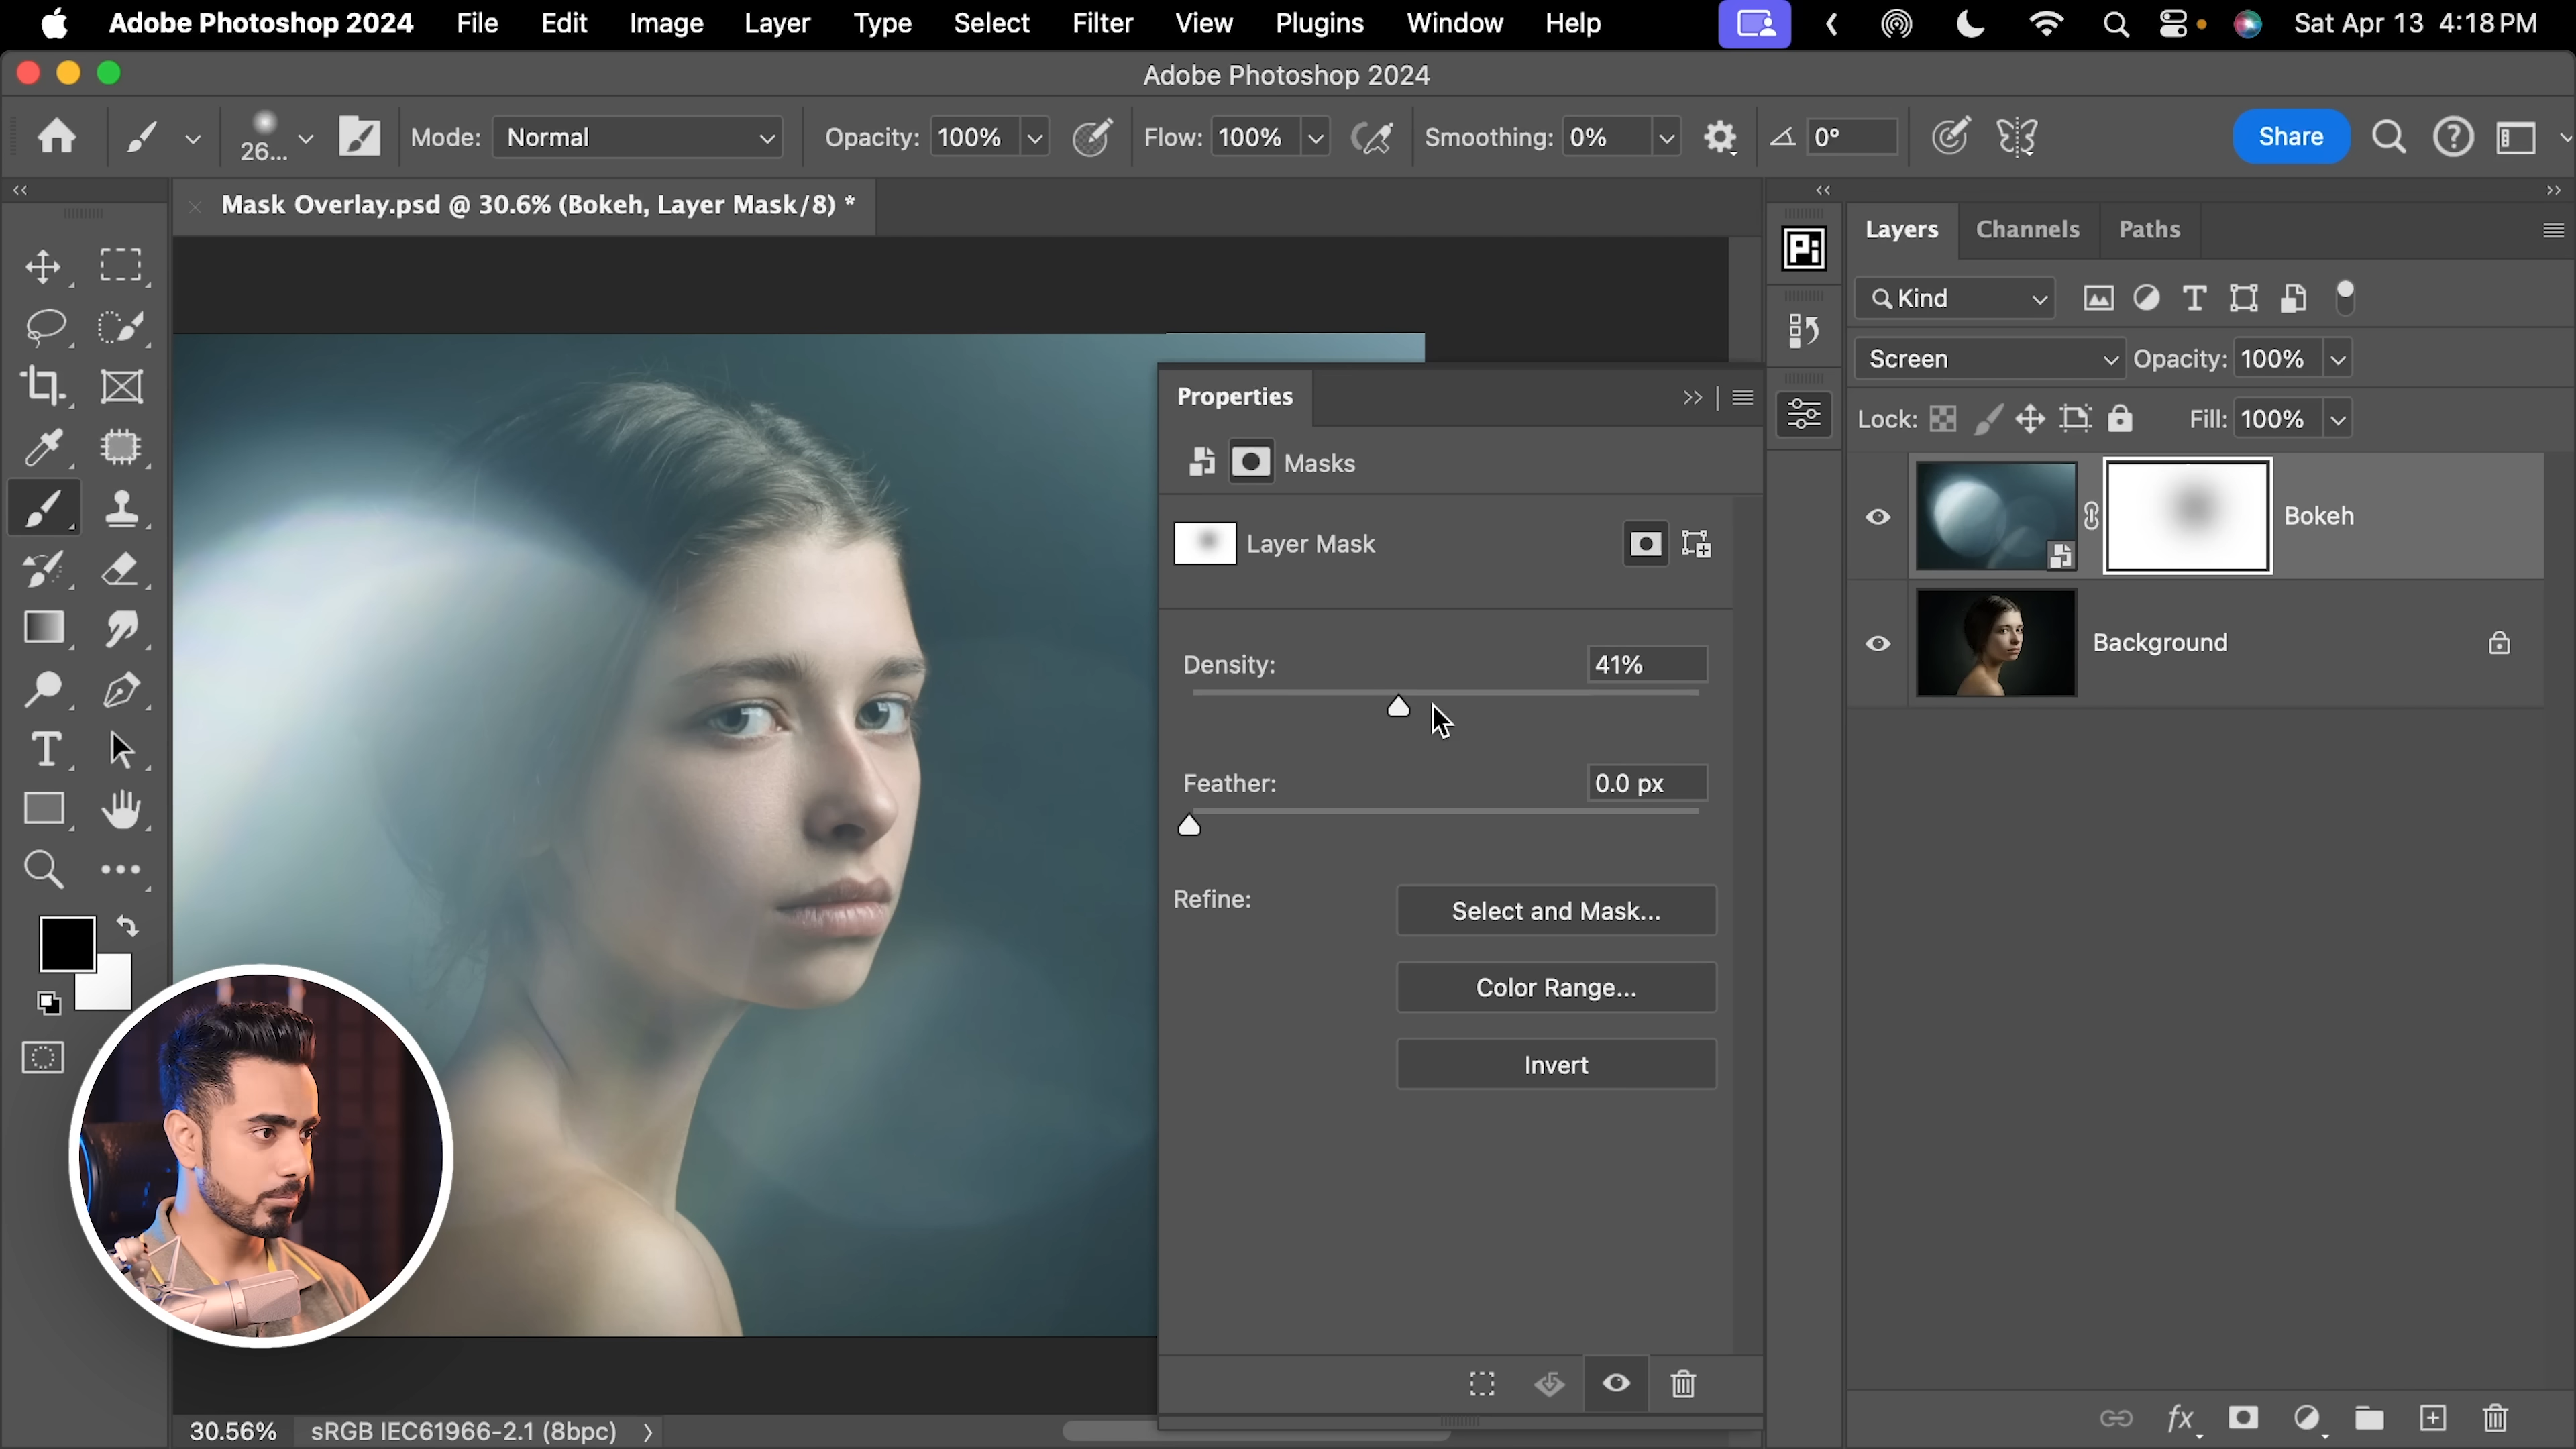 Adobe Photoshop 2024 File Edit Image Layer Type Select Filter View Plugins Window Help Sat Apr 13 4:18 PM
Adobe Photoshop 2024
26... Mode: Normal Opacity: 100% Flow: 100% Smoothing: 0% 0° Share
Mask Overlay.psd @ 30.6% (Bokeh, Layer Mask/8) *
Layers Channels Paths
Pi
Kind
Screen Opacity: 100%
Lock: Fill: 100%
Bokeh
Background
Properties
Masks
Layer Mask
Density: 41%
Feather: 0.0 px
Refine: Select and Mask...
Color Range...
Invert
30.56% sRGB IEC61966-2.1 (8bpc)
fx